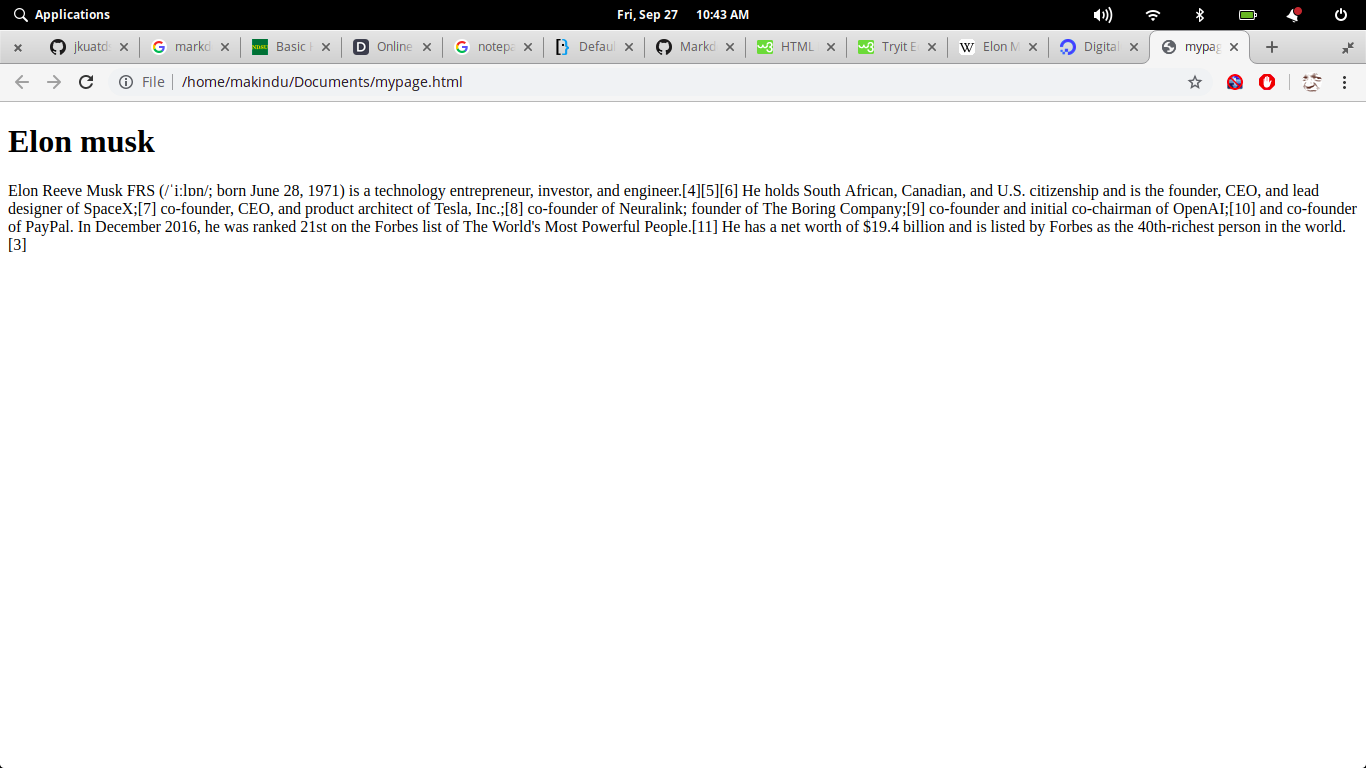 Applications
Fri, Sep 27 10:43 AM
jkuatd
markd
Basic
Online
notepa
Defaul
Markd
HTML
Tryit E
Elon M
Digital
mypag
File
/home/makindu/Documents/mypage.html
Elon musk
Elon Reeve Musk FRS (/ˈiːlɒn/; born June 28, 1971) is a technology entrepreneur, investor, and engineer.[4][5][6] He holds South African, Canadian, and U.S. citizenship and is the founder, CEO, and lead
designer of SpaceX;[7] co-founder, CEO, and product architect of Tesla, Inc.;[8] co-founder of Neuralink; founder of The Boring Company;[9] co-founder and initial co-chairman of OpenAI;[10] and co-founder
of PayPal. In December 2016, he was ranked 21st on the Forbes list of The World's Most Powerful People.[11] He has a net worth of $19.4 billion and is listed by Forbes as the 40th-richest person in the world.
[3]